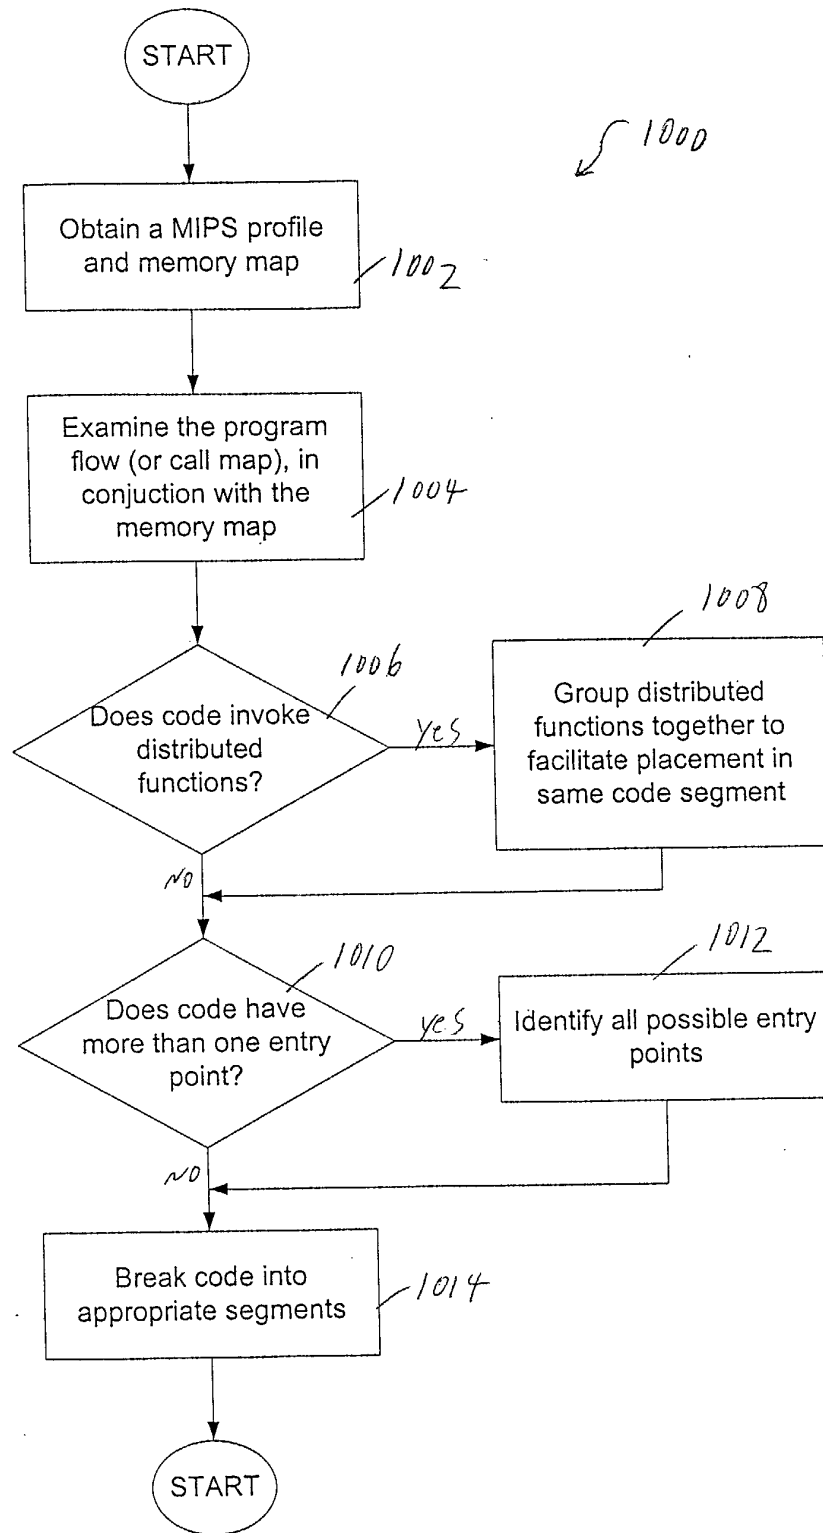 START
1000
Obtain a MIPS profile
and memory map
1002
Examine the program
flow (or call map), in
conjuction with the
memory map
1004
1006
Does code invoke
distributed
functions?
yes
1008
Group distributed
functions together to
facilitate placement in
same code segment
NO
1010
Does code have
more than one entry
point?
yes
1012
Identify all possible entry
points
NO
Break code into
appropriate segments
1014
START